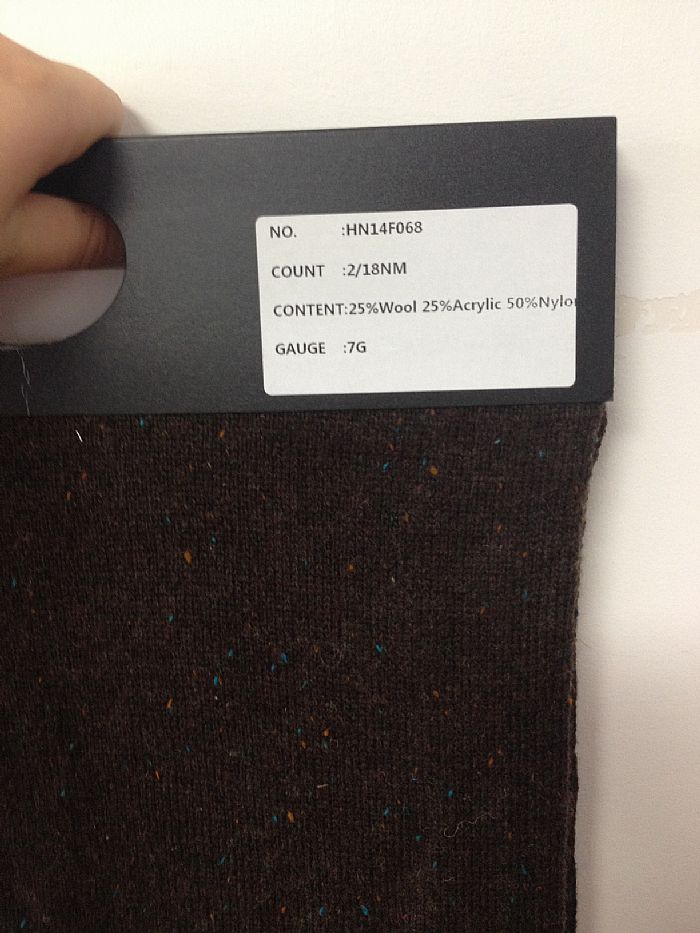 NO. :HN14F068
COUNT :2/18NM
CONTENT:25%Wool 25%Acrylic 50%Nylo
GAUGE :7G